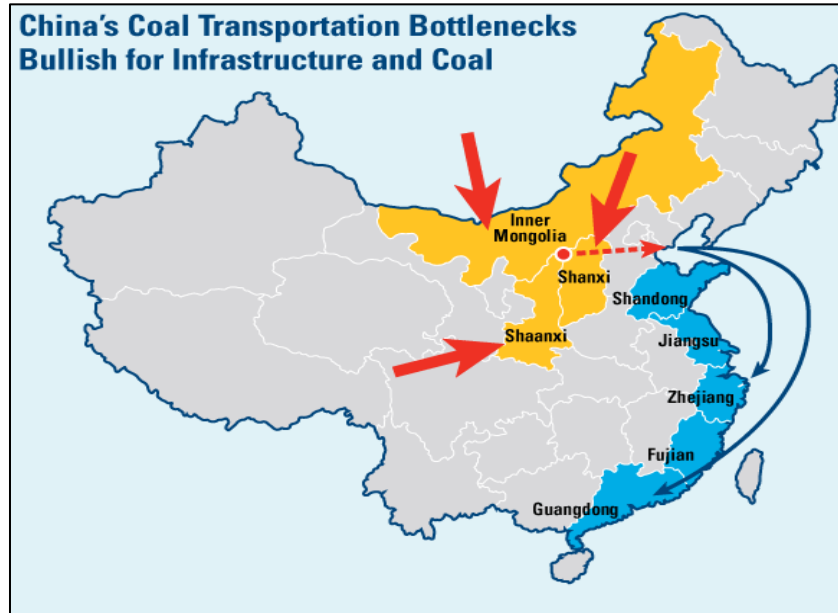 China's Coal Transportation Bottlenecks
Bullish for Infrastructure and Coal
Inner
Mongolia
Shanxi
Shandong
Shaanxi
Jiangsu
Zhejiang
Fujian
Guangdong